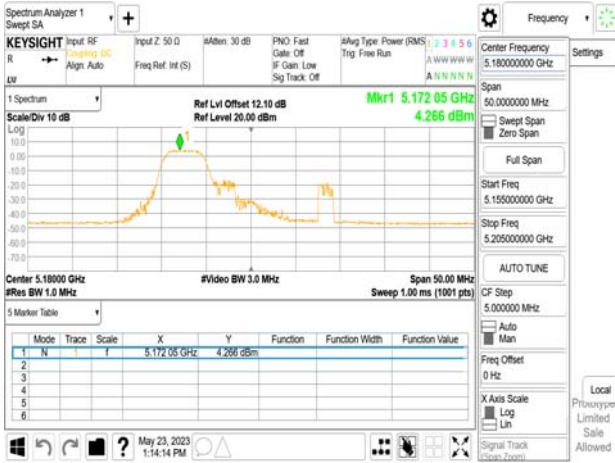 Spectrum Analyzer 1
Swept SA
Frequency
KEYSIGHT
Input: RF
Coupling: DC
Align: Auto
Input Z: 50 Ω
Freq Ref: Int (S)
#Atten: 30 dB
PNO: Fast
Gate: Off
IF Gain: Low
Sig Track: Off
#Avg Type: Power (RMS
Trig: Free Run
1 2 3 4 5 6
A W W W W W
A N N N N N
R
LXI
1 Spectrum
Scale/Div 10 dB
Ref Lvl Offset 12.10 dB
Ref Level 20.00 dBm
Mkr1 5.172 05 GHz
4.266 dBm
Log
10.0
0.00
-10.0
-20.0
-30.0
-40.0
-50.0
-60.0
-70.0
1
Center 5.18000 GHz
#Res BW 1.0 MHz
#Video BW 3.0 MHz
Span 50.00 MHz
Sweep 1.00 ms (1001 pts)
5 Marker Table
Mode Trace Scale X Y Function Function Width Function Value
1 N 1 f 5.172 05 GHz 4.266 dBm
2
3
4
5
6
May 23, 2023
1:14:14 PM
Center Frequency
5.180000000 GHz
Settings
Span
50.0000000 MHz
Swept Span
Zero Span
Full Span
Start Freq
5.155000000 GHz
Stop Freq
5.205000000 GHz
AUTO TUNE
CF Step
5.000000 MHz
Auto
Man
Freq Offset
0 Hz
X Axis Scale
Log
Lin
Signal Track
(Span Zoom)
Local
Prototype
Limited
Sale
Allowed